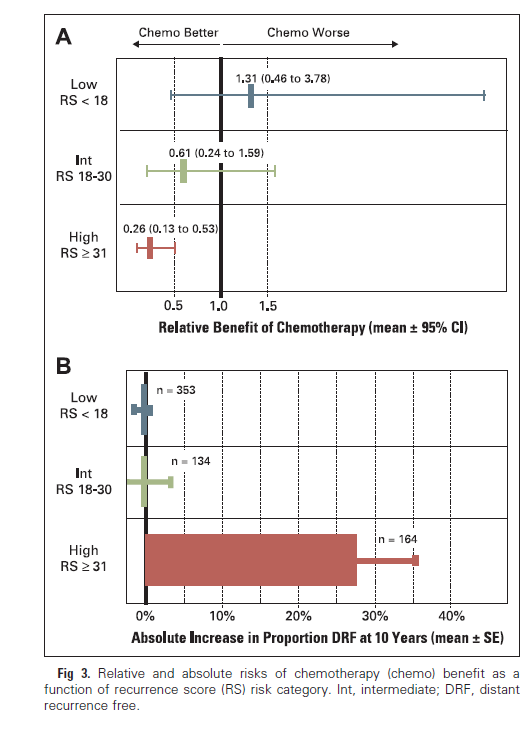 A
Chemo Better Chemo Worse
Low
RS < 18
1.31 (0.46 to 3.78)
Int
RS 18-30
0.61 (0.24 to 1.59)
High
RS ≥ 31
0.26 (0.13 to 0.53)
0.5 1.0 1.5
Relative Benefit of Chemotherapy (mean ± 95% CI)
B
Low
RS < 18
n = 353
Int
RS 18-30
n = 134
High
RS ≥ 31
n = 164
0% 10% 20% 30% 40%
Absolute Increase in Proportion DRF at 10 Years (mean ± SE)
Fig 3. Relative and absolute risks of chemotherapy (chemo) benefit as a
function of recurrence score (RS) risk category. Int, intermediate; DRF, distant
recurrence free.